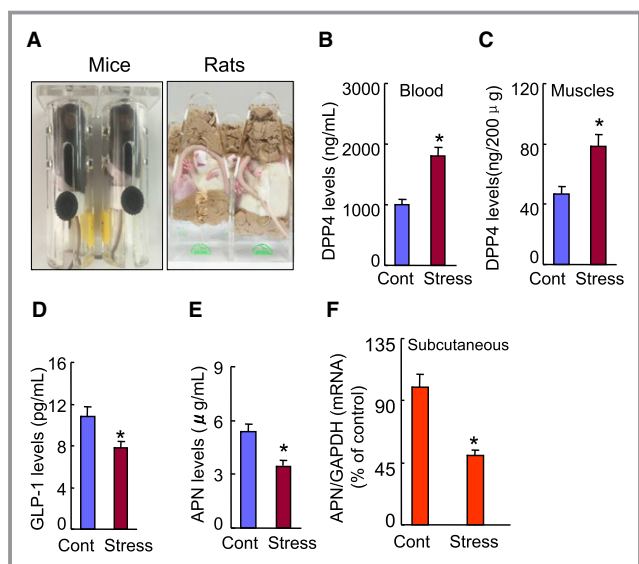 A
Mice
Rats
B
DPP4 levels (ng/mL)
3000
2000
1000
0
Blood
*
Cont
Stress
C
DPP4 levels(ng/200 μ g)
120
80
40
0
Muscles
*
Cont
Stress
D
GLP-1 levels (pg/mL)
16
12
8
4
0
*
Cont
Stress
E
APN levels ( μ g/mL)
9
6
3
0
*
Cont
Stress
F
APN/GAPDH (mRNA)
(% of control)
135
90
45
0
Subcutaneous
*
Cont
Stress